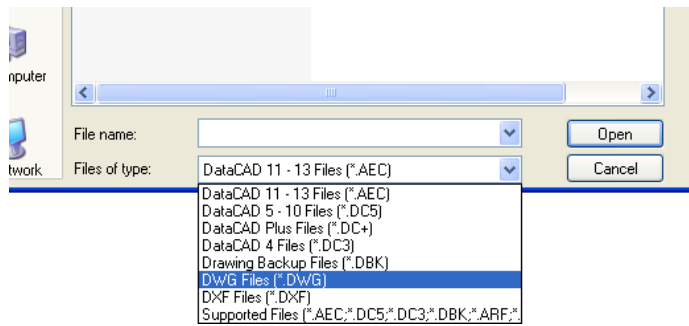 mputer
twork
File name:
Open
Files of type:
DataCAD 11 - 13 Files (*.AEC)
Cancel
DataCAD 11 - 13 Files (*.AEC)
DataCAD 5 - 10 Files (*.DC5)
DataCAD Plus Files (*.DC+)
DataCAD 4 Files (*.DC3)
Drawing Backup Files (*.DBK)
DWG Files (*.DWG)
DXF Files (*.DXF)
Supported Files (*.AEC;*.DC5;*.DC3;*.DBK;*.ARF;*.